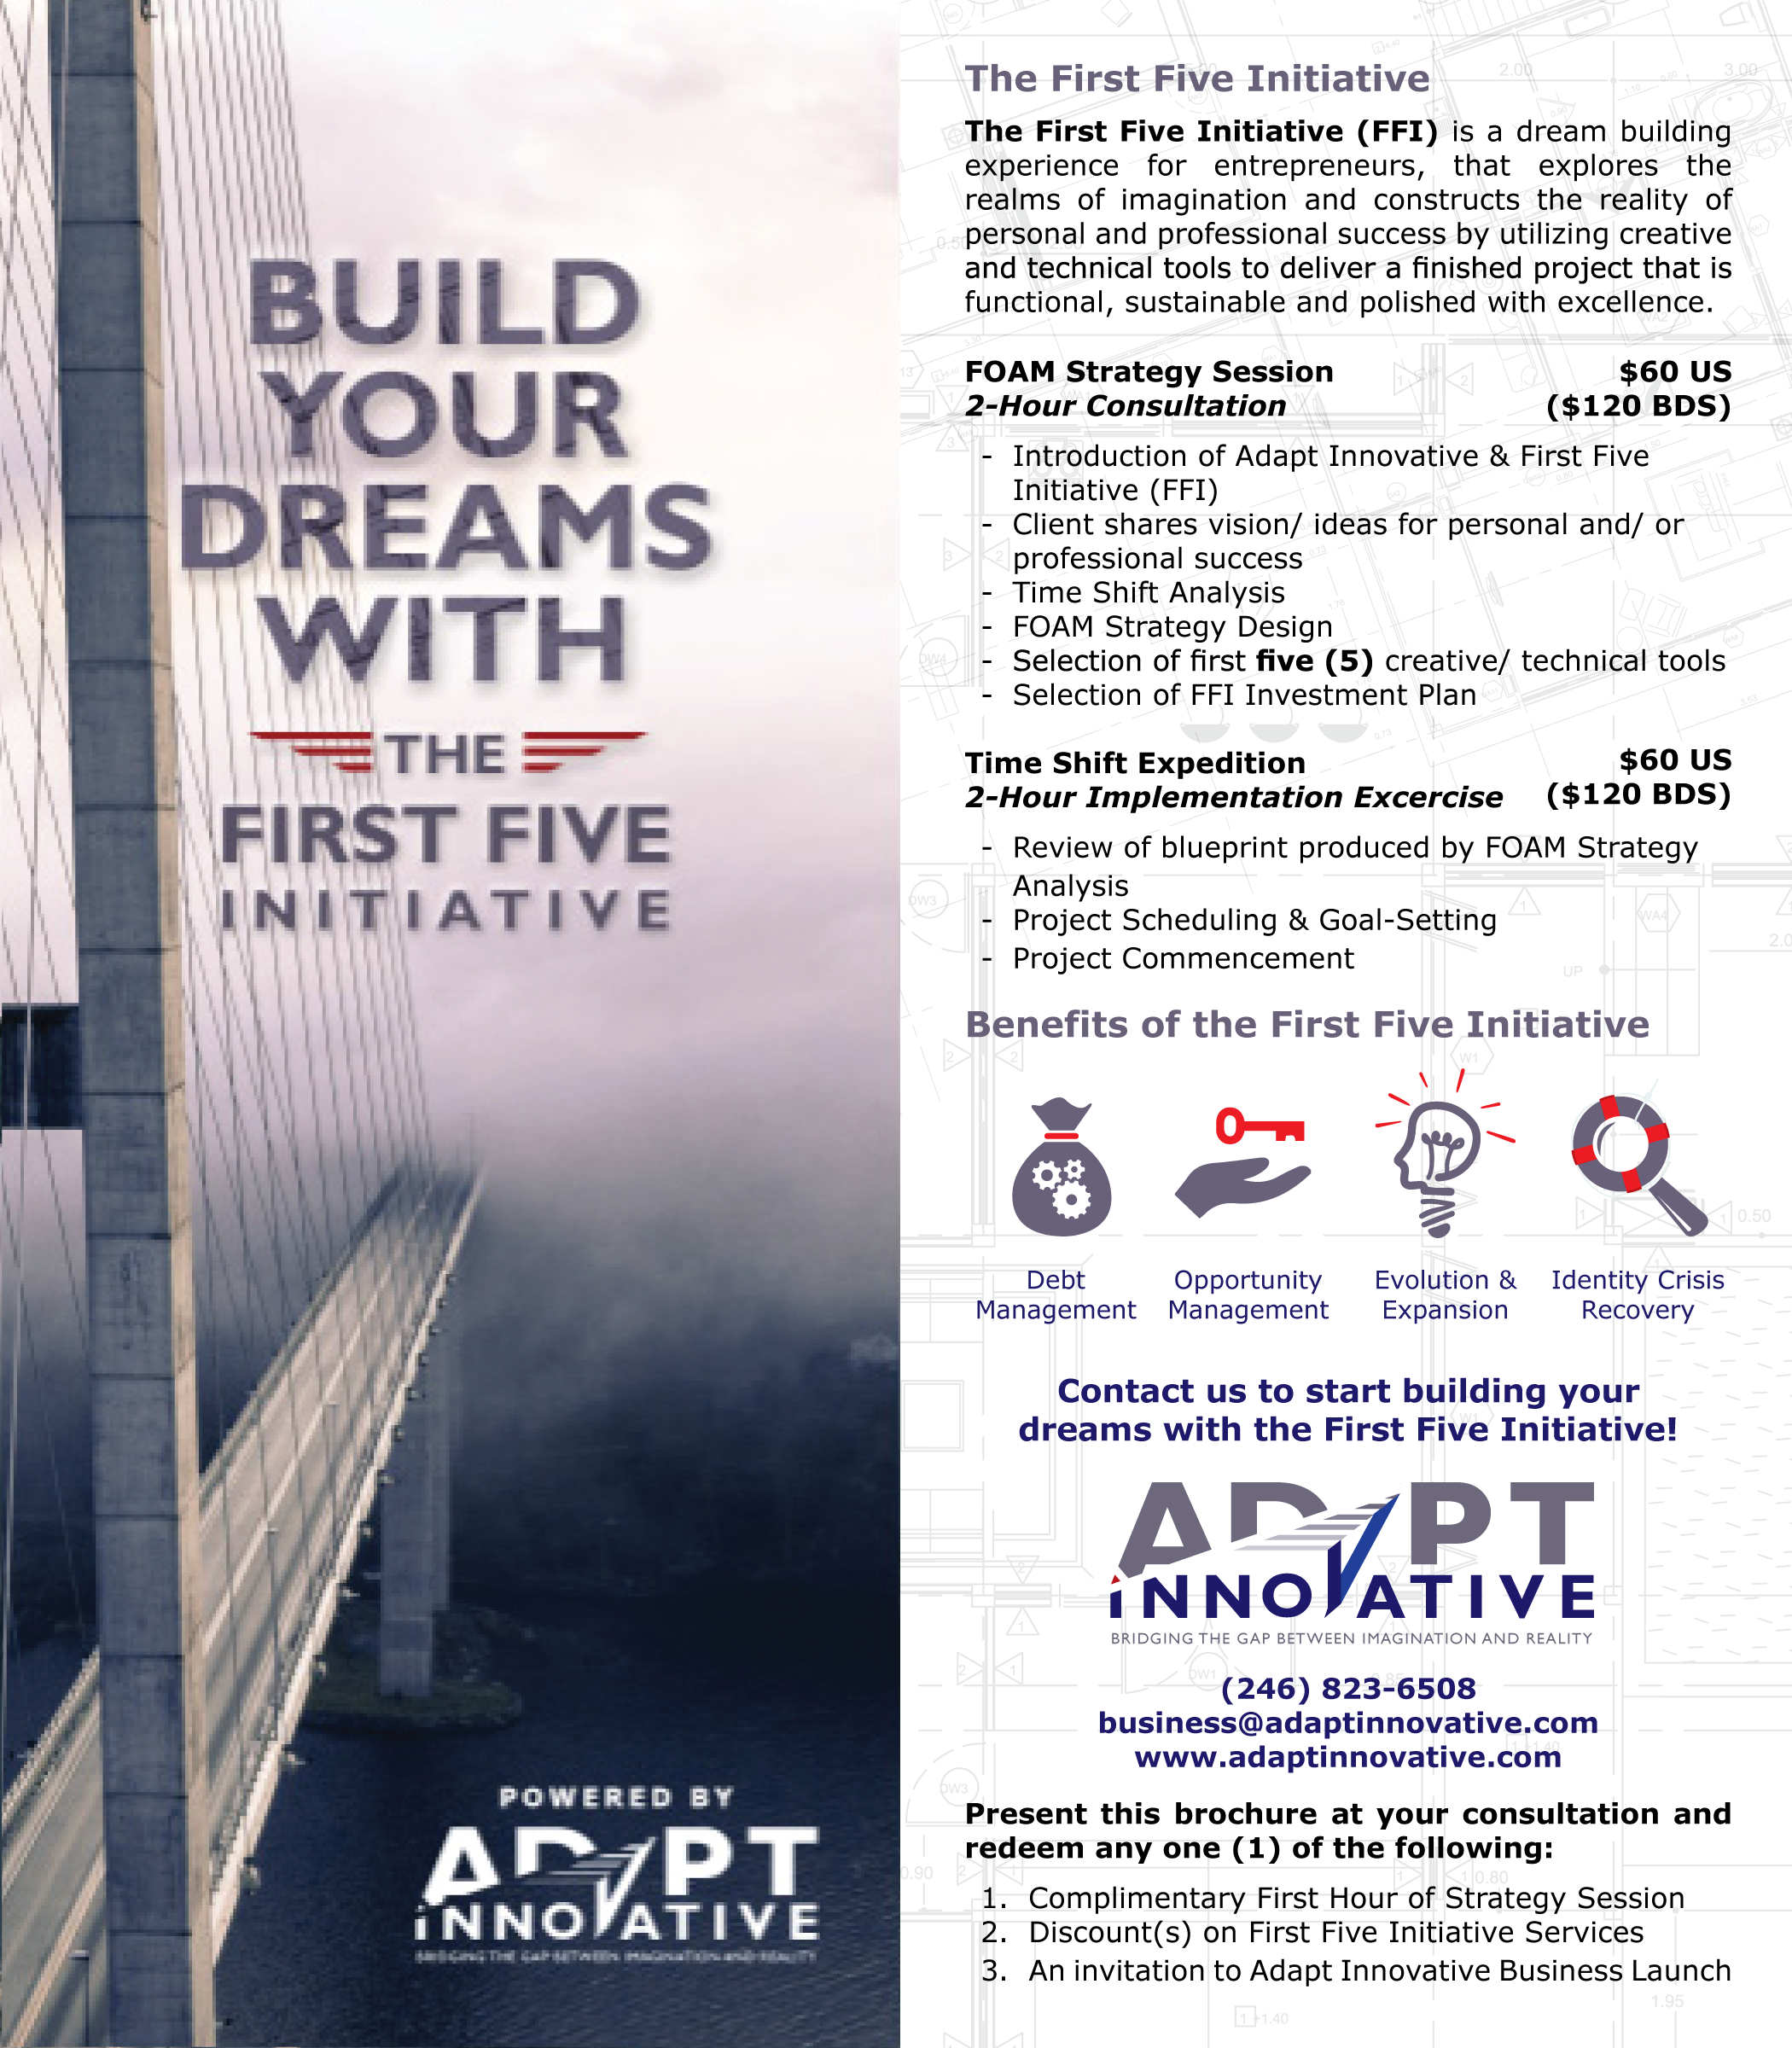 BUILD
YOUR
DREAMS
WITH
THE
FIRST FIVE
INITIATIVE
POWERED BY
ADAPT
iNNOVATIVE
BRIDGING THE GAP BETWEEN IMAGINATION AND REALITY
The First Five Initiative
The First Five Initiative (FFI) is a dream building
experience for entrepreneurs, that explores the
realms of imagination and constructs the reality of
personal and professional success by utilizing creative
and technical tools to deliver a finished project that is
functional, sustainable and polished with excellence.
FOAM Strategy Session $60 US
2-Hour Consultation ($120 BDS)
- Introduction of Adapt Innovative & First Five
Initiative (FFI)
- Client shares vision/ ideas for personal and/ or
professional success
- Time Shift Analysis
- FOAM Strategy Design
- Selection of first five (5) creative/ technical tools
- Selection of FFI Investment Plan
Time Shift Expedition $60 US
2-Hour Implementation Excercise ($120 BDS)
- Review of blueprint produced by FOAM Strategy
Analysis
- Project Scheduling & Goal-Setting
- Project Commencement
Benefits of the First Five Initiative
Debt
Management
Opportunity
Management
Evolution &
Expansion
Identity Crisis
Recovery
Contact us to start building your
dreams with the First Five Initiative!
ADAPT
iNNOVATIVE
BRIDGING THE GAP BETWEEN IMAGINATION AND REALITY
(246) 823-6508
business@adaptinnovative.com
www.adaptinnovative.com
Present this brochure at your consultation and
redeem any one (1) of the following:
1. Complimentary First Hour of Strategy Session
2. Discount(s) on First Five Initiative Services
3. An invitation to Adapt Innovative Business Launch